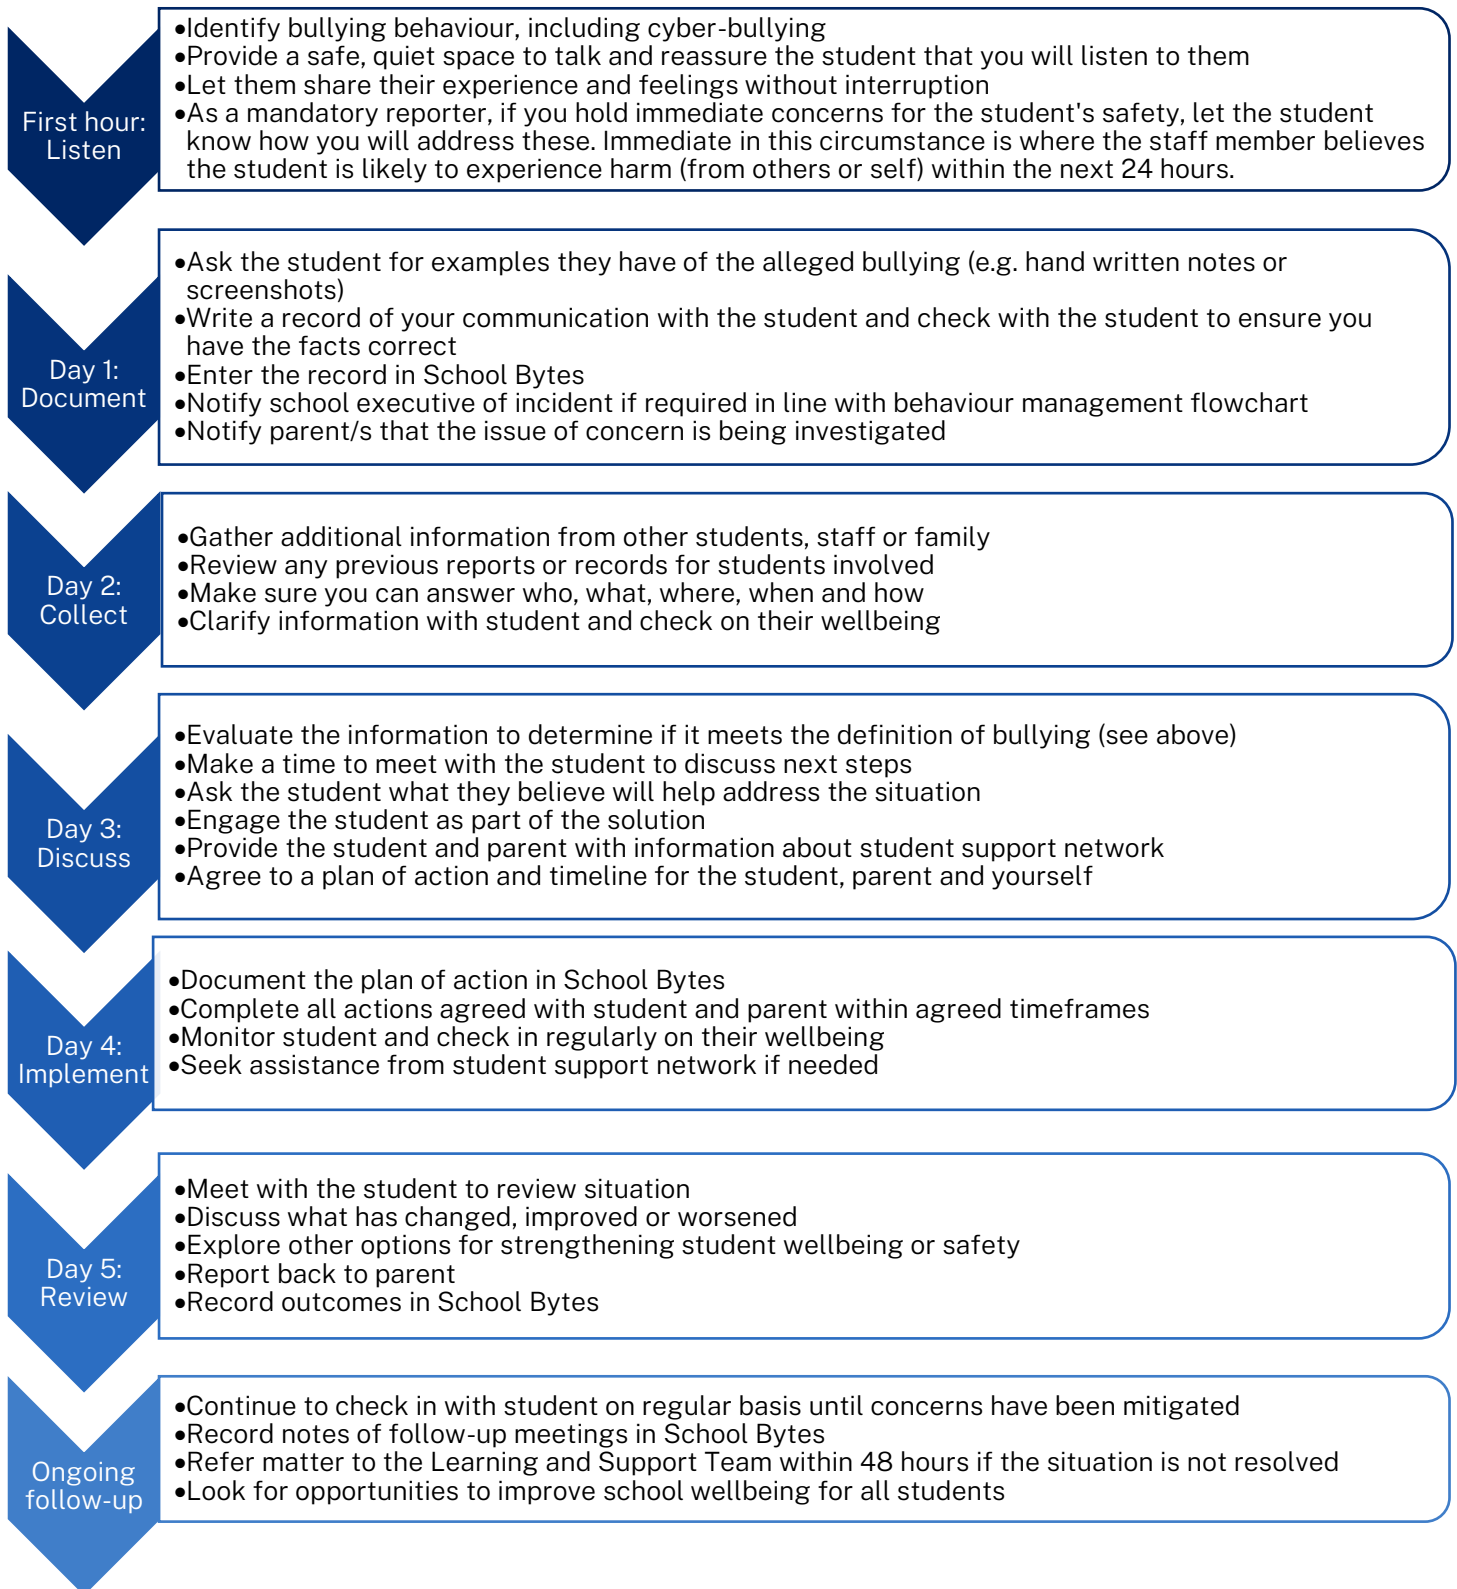 First hour:
Listen
•Identify bullying behaviour, including cyber-bullying
•Provide a safe, quiet space to talk and reassure the student that you will listen to them
•Let them share their experience and feelings without interruption
•As a mandatory reporter, if you hold immediate concerns for the student's safety, let the student
know how you will address these. Immediate in this circumstance is where the staff member believes
the student is likely to experience harm (from others or self) within the next 24 hours.
Day 1:
Document
•Ask the student for examples they have of the alleged bullying (e.g. hand written notes or
screenshots)
•Write a record of your communication with the student and check with the student to ensure you
have the facts correct
•Enter the record in School Bytes
•Notify school executive of incident if required in line with behaviour management flowchart
•Notify parent/s that the issue of concern is being investigated
Day 2:
Collect
•Gather additional information from other students, staff or family
•Review any previous reports or records for students involved
•Make sure you can answer who, what, where, when and how
•Clarify information with student and check on their wellbeing
Day 3:
Discuss
•Evaluate the information to determine if it meets the definition of bullying (see above)
•Make a time to meet with the student to discuss next steps
•Ask the student what they believe will help address the situation
•Engage the student as part of the solution
•Provide the student and parent with information about student support network
•Agree to a plan of action and timeline for the student, parent and yourself
Day 4:
Implement
•Document the plan of action in School Bytes
•Complete all actions agreed with student and parent within agreed timeframes
•Monitor student and check in regularly on their wellbeing
•Seek assistance from student support network if needed
Day 5:
Review
•Meet with the student to review situation
•Discuss what has changed, improved or worsened
•Explore other options for strengthening student wellbeing or safety
•Report back to parent
•Record outcomes in School Bytes
Ongoing
follow-up
•Continue to check in with student on regular basis until concerns have been mitigated
•Record notes of follow-up meetings in School Bytes
•Refer matter to the Learning and Support Team within 48 hours if the situation is not resolved
•Look for opportunities to improve school wellbeing for all students